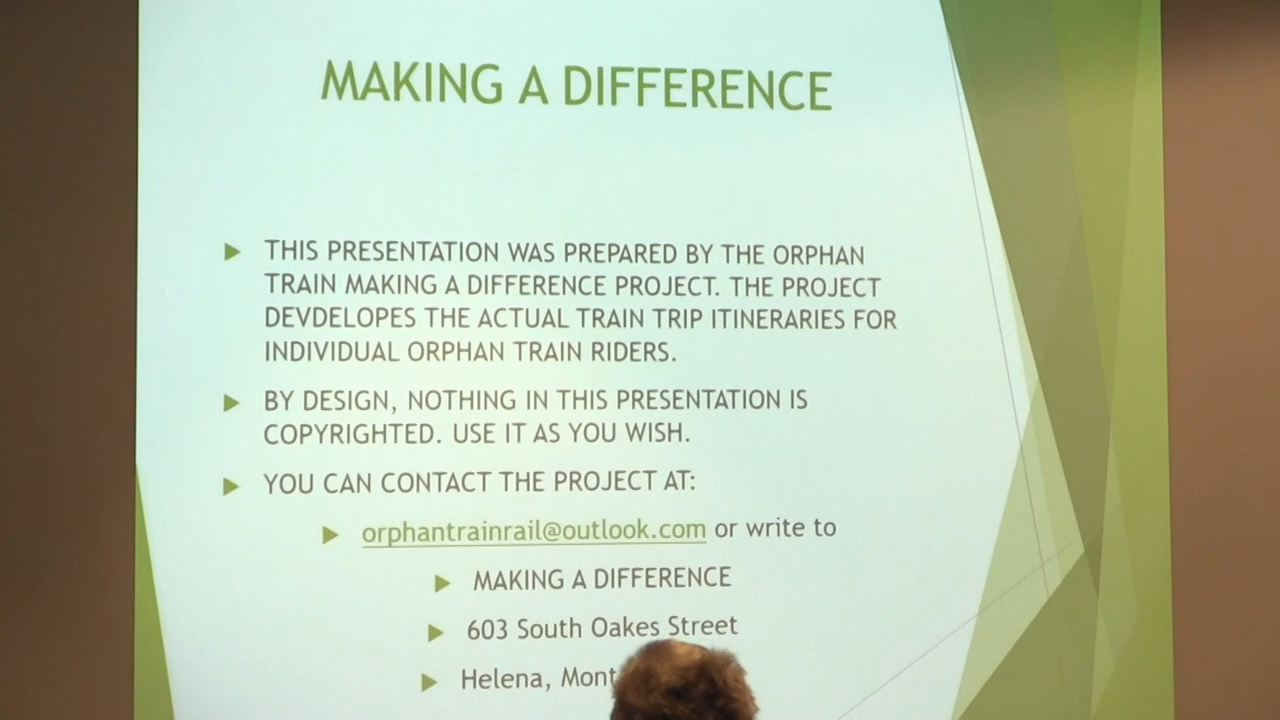 MAKING A DIFFERENCE
THIS PRESENTATION WAS PREPARED BY THE ORPHAN
TRAIN MAKING A DIFFERENCE PROJECT. THE PROJECT
DEVDELOPES THE ACTUAL TRAIN TRIP ITINERARIES FOR
INDIVIDUAL ORPHAN TRAIN RIDERS.
BY DESIGN, NOTHING IN THIS PRESENTATION IS
COPYRIGHTED. USE IT AS YOU WISH.
YOU CAN CONTACT THE PROJECT AT:
orphantrainrail@outlook.com or write to
MAKING A DIFFERENCE
603 South Oakes Street
Helena, Mont